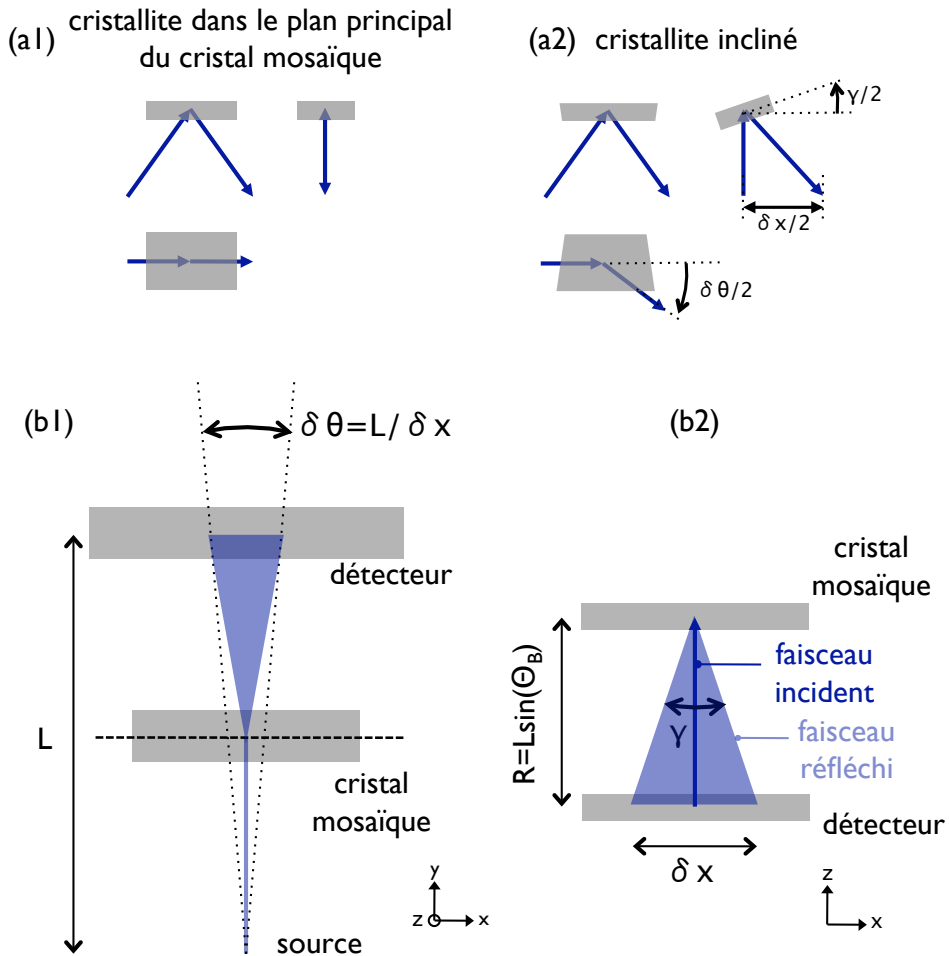 (a1) cristallite dans le plan principal
du cristal mosaïque
(a2) cristallite incliné
γ/2
δ x/2
δ θ/2
(b1)
δ θ=L/ δ x
détecteur
L
cristal
mosaïque
source
y
z
x
(b2)
cristal
mosaïque
R=Lsin(Θ_B)
γ
faisceau
incident
faisceau
réfléchi
détecteur
δ x
z
x